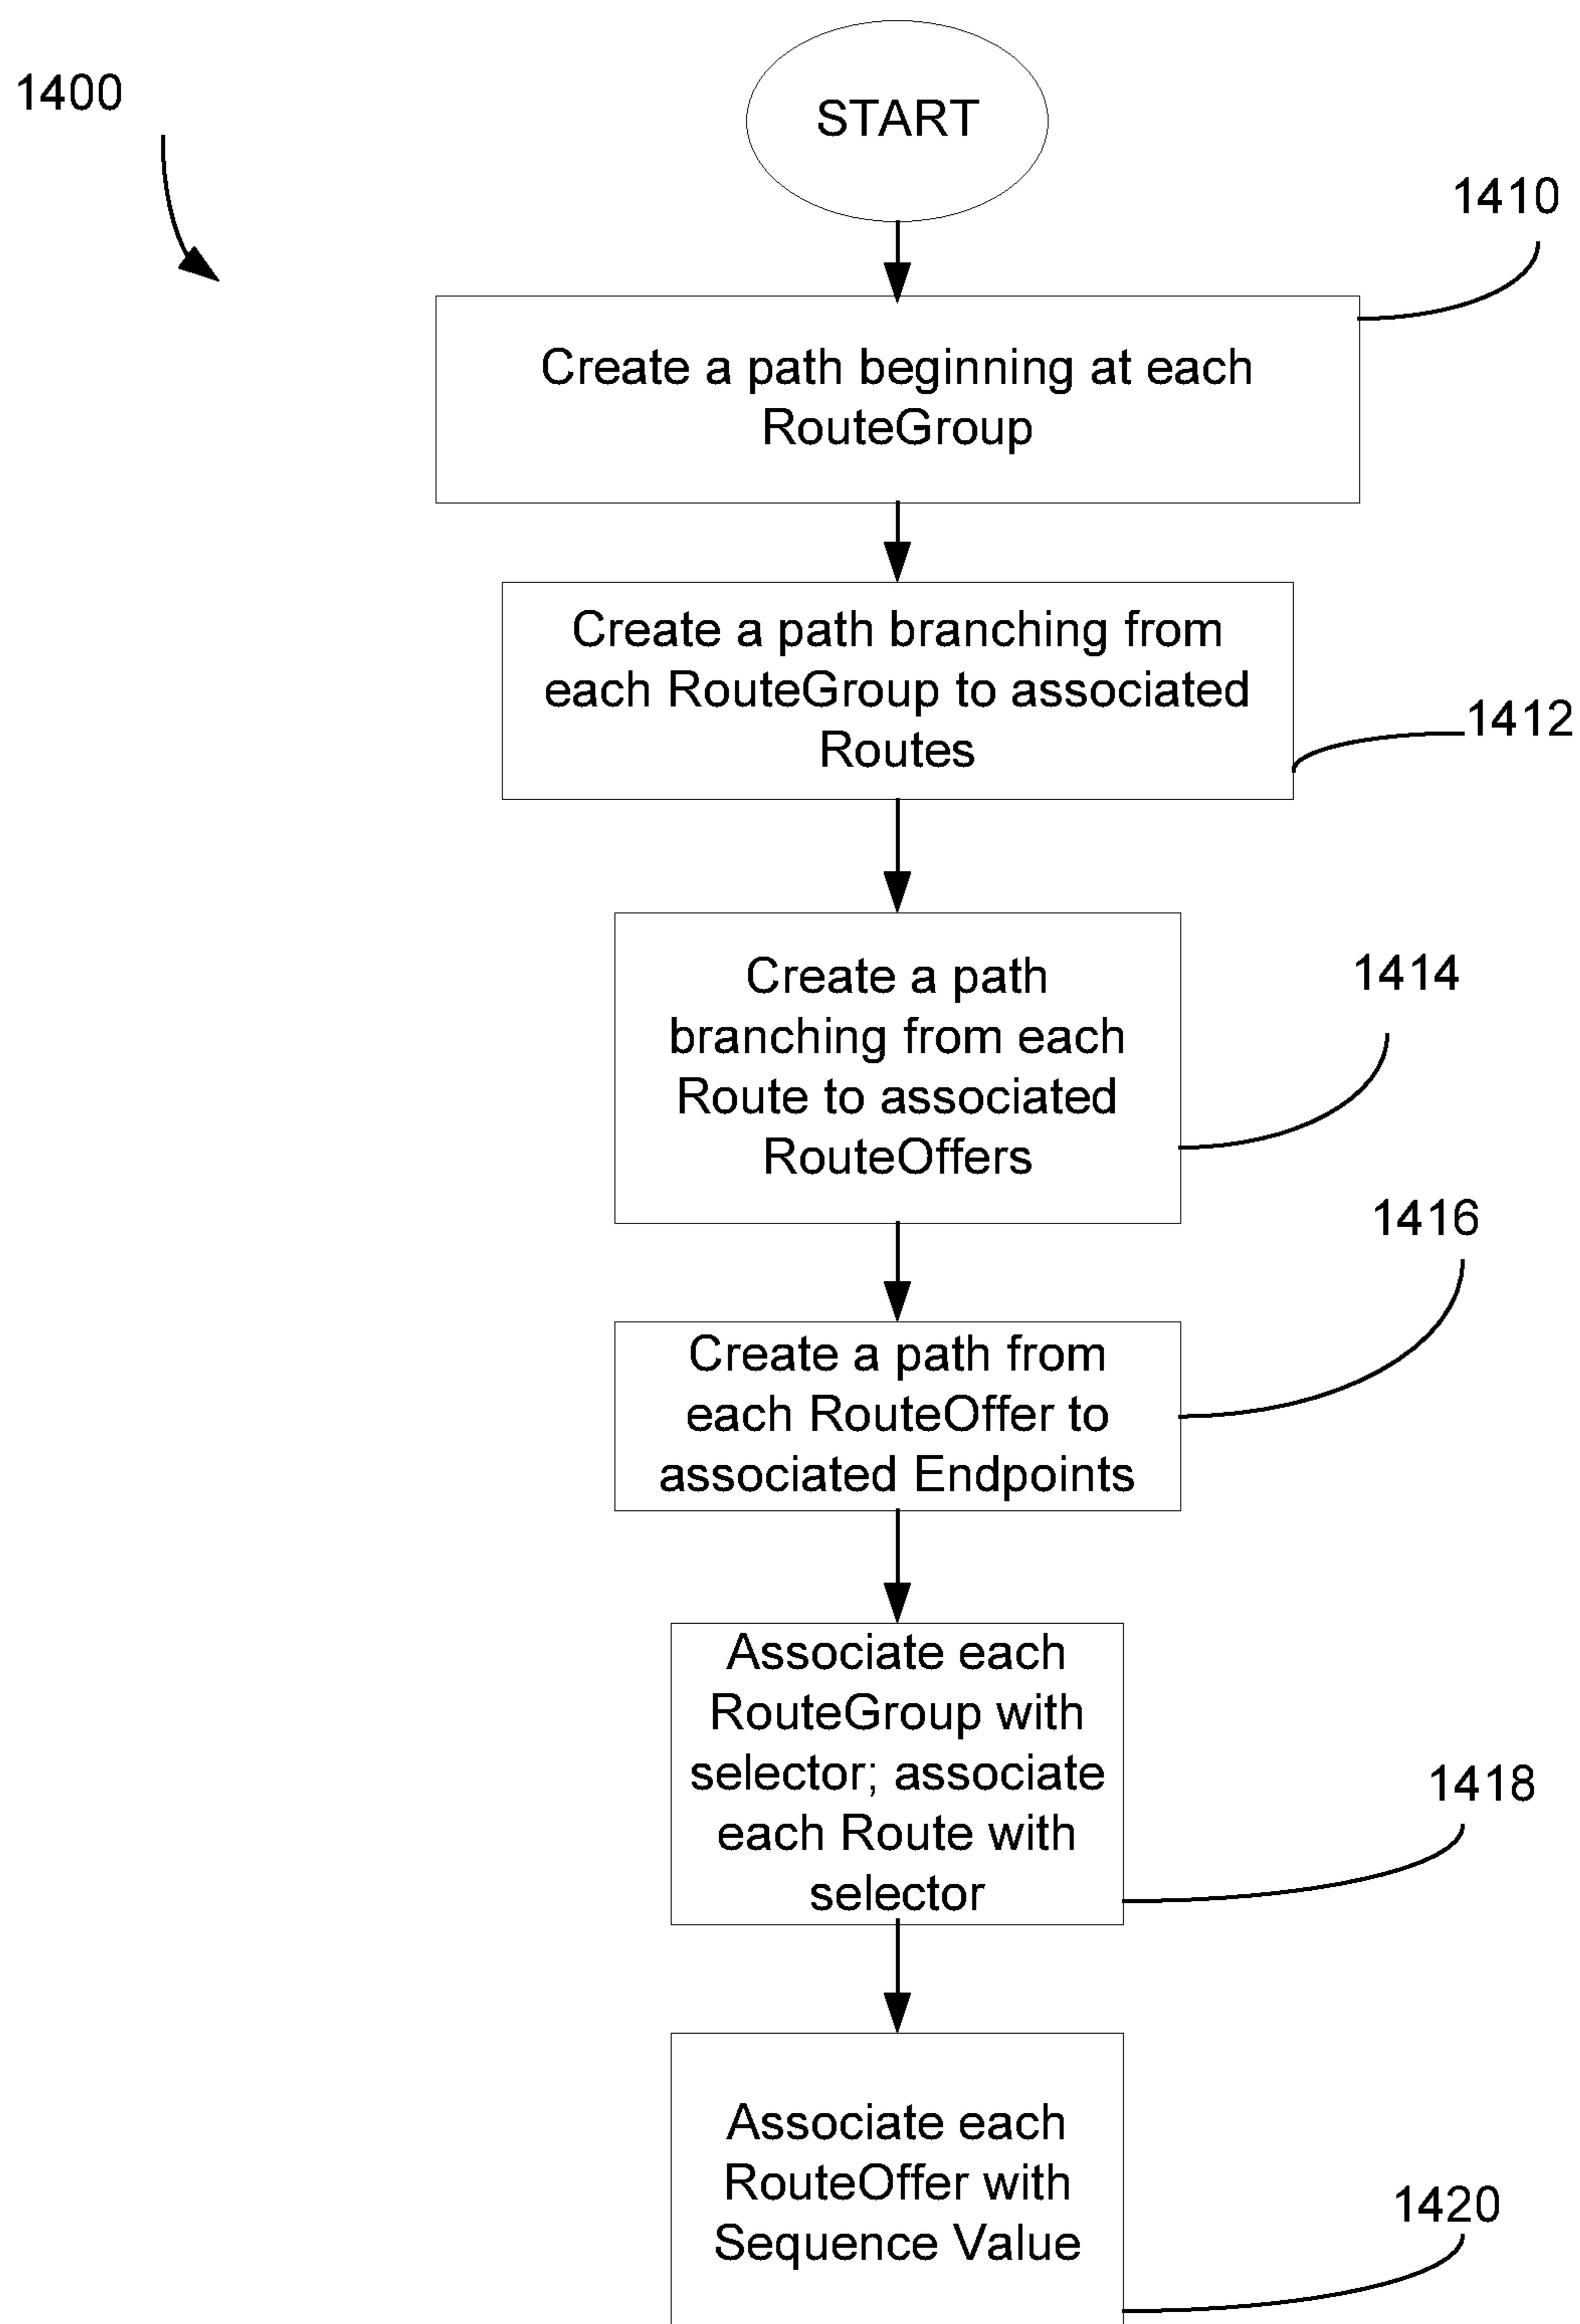 1400
START
1410
Create a path beginning at each
RouteGroup
Create a path branching from
each RouteGroup to associated
Routes
1412
Create a path
branching from each
Route to associated
RouteOffers
1414
1416
Create a path from
each RouteOffer to
associated Endpoints
Associate each
RouteGroup with
selector; associate
each Route with
selector
1418
Associate each
RouteOffer with
Sequence Value
1420